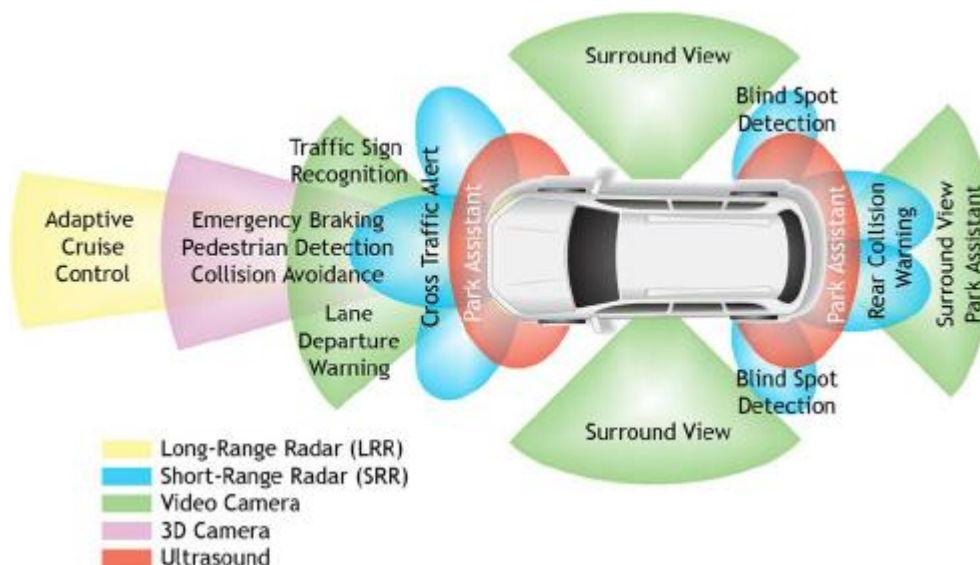 Surround View
Blind Spot
Detection
Traffic Sign
Recognition
Adaptive
Cruise
Control
Emergency Braking
Pedestrian Detection
Collision Avoidance
Lane
Departure
Warning
Cross Traffic Alert
Park Assistant
Park Assistant
Rear Collision
Warning
Surround View
Park Assistant
Blind Spot
Detection
Surround View
Long-Range Radar (LRR)
Short-Range Radar (SRR)
Video Camera
3D Camera
Ultrasound